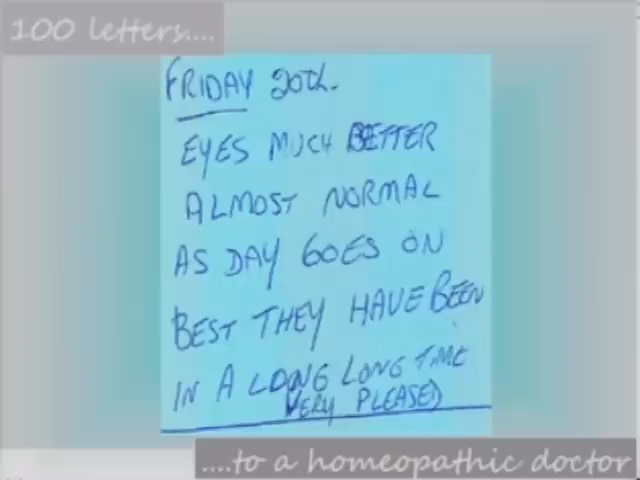 100 letters....
FRIDAY 20th.
EYES MUCH BETTER
ALMOST NORMAL
AS DAY GOES ON
BEST THEY HAVE BEEN
IN A LONG LONG TIME
VERY PLEASED
....to a homeopathic doctor